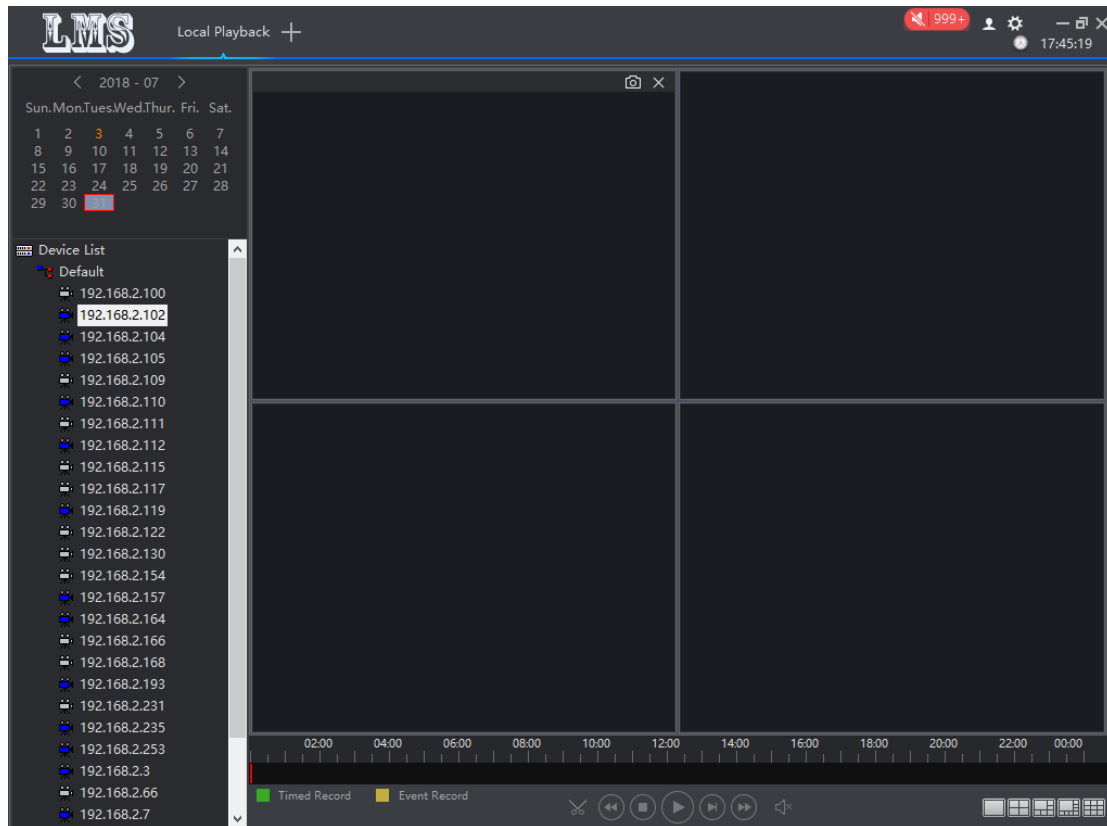 LMS
Local Playback
999+
17:45:19
2018 - 07
Sun. Mon. Tues. Wed. Thur. Fri. Sat.
1 2 3 4 5 6 7
8 9 10 11 12 13 14
15 16 17 18 19 20 21
22 23 24 25 26 27 28
29 30 31
Device List
Default
192.168.2.100
192.168.2.102
192.168.2.104
192.168.2.105
192.168.2.109
192.168.2.110
192.168.2.111
192.168.2.112
192.168.2.115
192.168.2.117
192.168.2.119
192.168.2.122
192.168.2.130
192.168.2.154
192.168.2.157
192.168.2.164
192.168.2.166
192.168.2.168
192.168.2.193
192.168.2.231
192.168.2.235
192.168.2.253
192.168.2.3
192.168.2.66
192.168.2.7
02:00 04:00 06:00 08:00 10:00 12:00 14:00 16:00 18:00 20:00 22:00 00:00
Timed Record Event Record